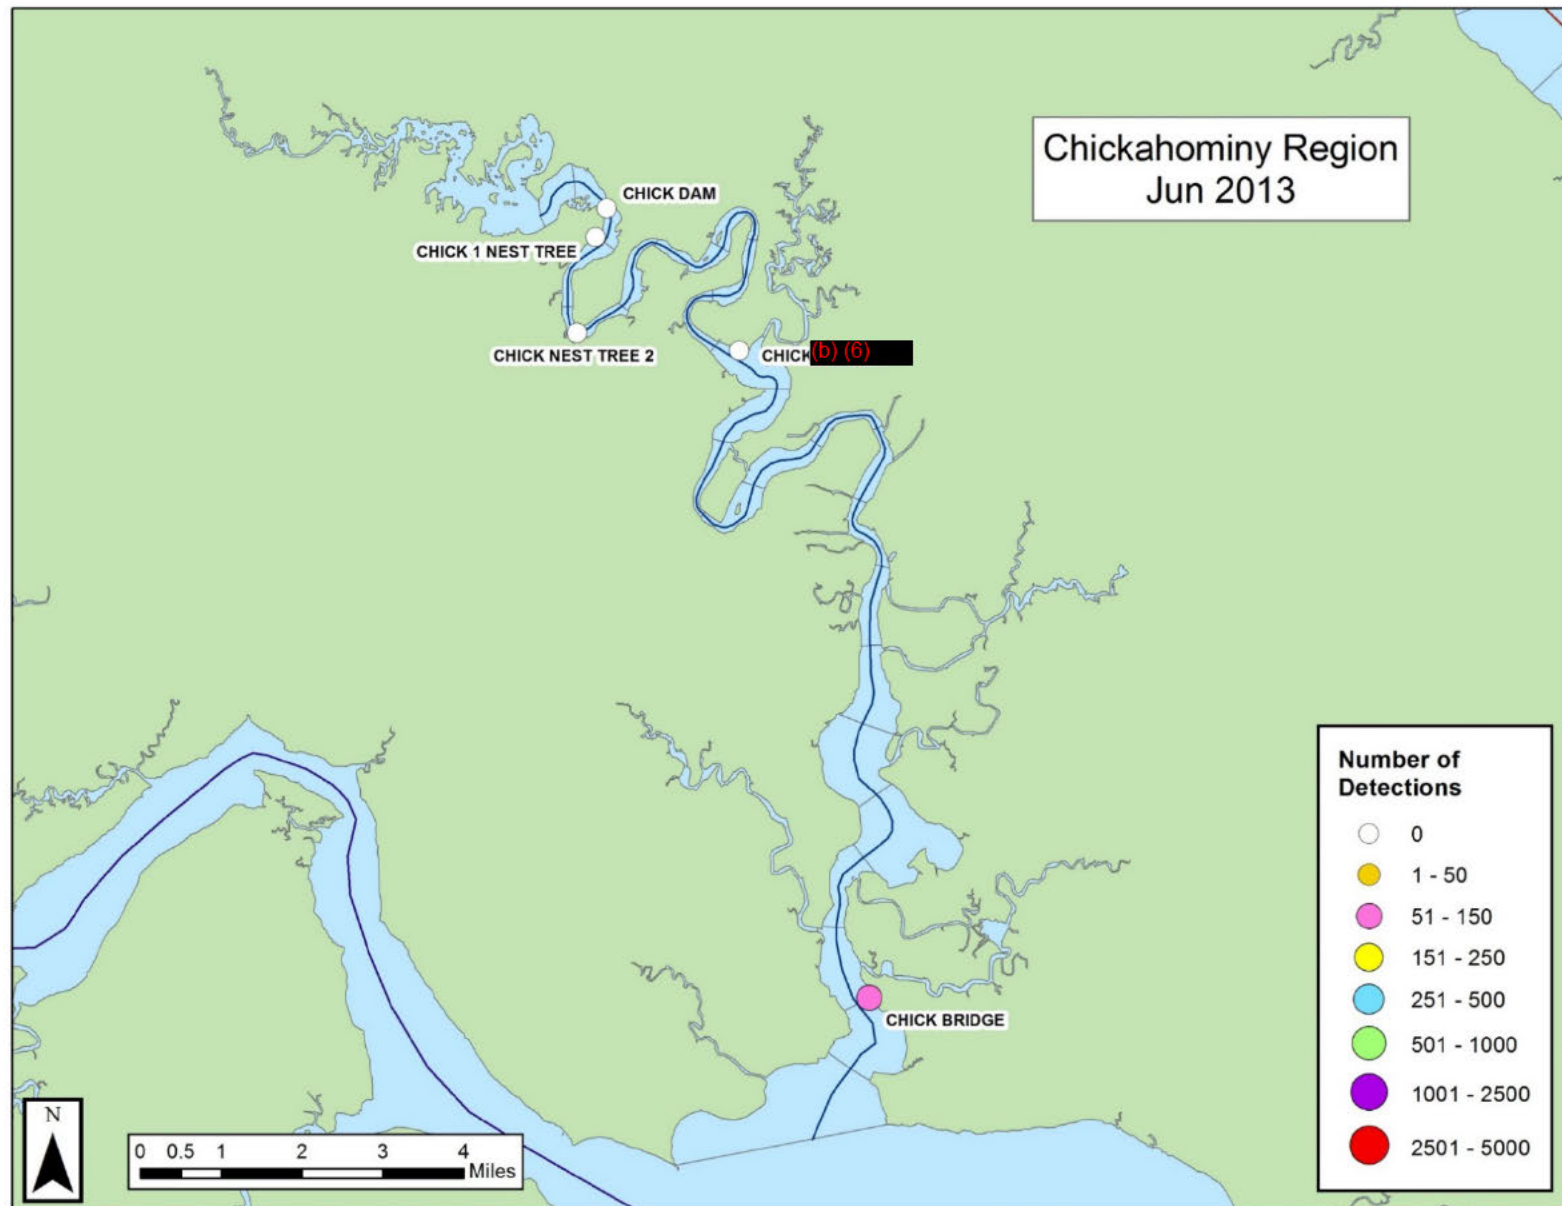 Chickahominy Region
Jun 2013
CHICK DAM
CHICK 1 NEST TREE
CHICK NEST TREE 2
CHICK (b) (6)
CHICK BRIDGE
Number of
Detections
0
1 - 50
51 - 150
151 - 250
251 - 500
501 - 1000
1001 - 2500
2501 - 5000
N
0 0.5 1 2 3 4
Miles